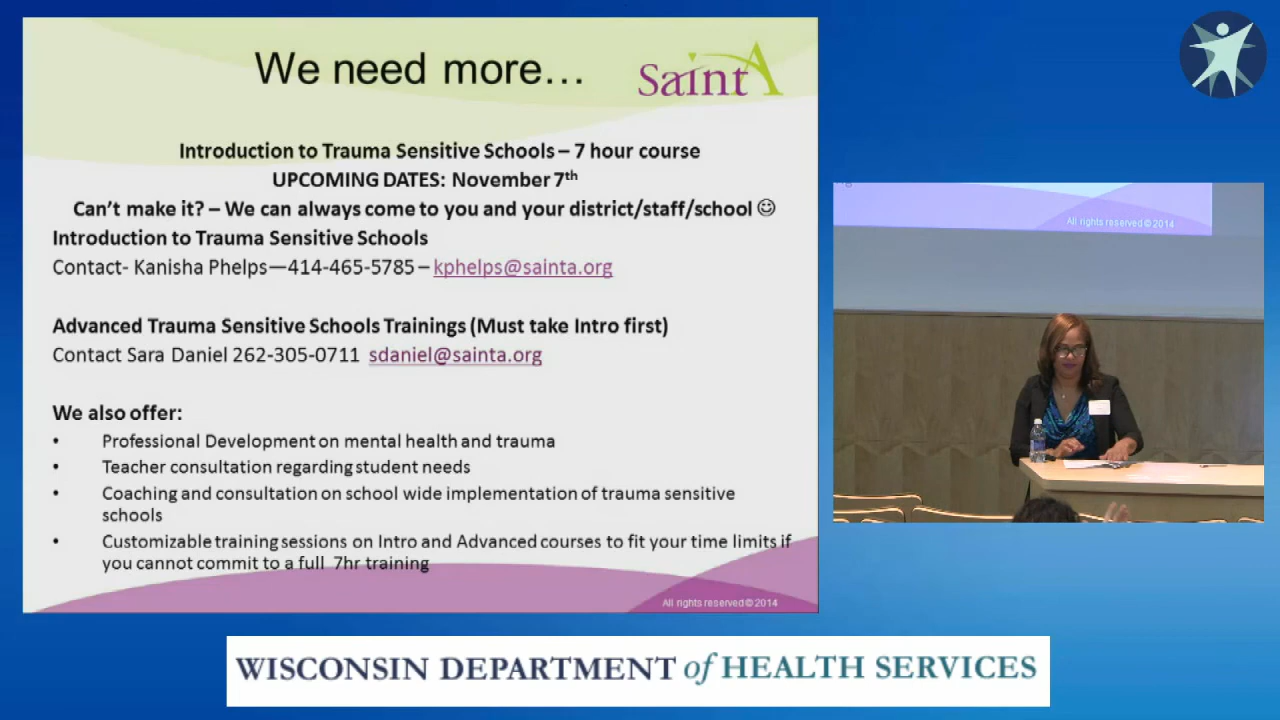 We need more...
SaintA
Introduction to Trauma Sensitive Schools – 7 hour course
UPCOMING DATES: November 7th
Can't make it? – We can always come to you and your district/staff/school ☺
Introduction to Trauma Sensitive Schools
Contact- Kanisha Phelps—414-465-5785 – kphelps@sainta.org
Advanced Trauma Sensitive Schools Trainings (Must take Intro first)
Contact Sara Daniel 262-305-0711 sdaniel@sainta.org
We also offer:
• Professional Development on mental health and trauma
• Teacher consultation regarding student needs
• Coaching and consultation on school wide implementation of trauma sensitive
schools
• Customizable training sessions on Intro and Advanced courses to fit your time limits if
you cannot commit to a full 7hr training
All rights reserved © 2014
All rights reserved © 2014
WISCONSIN DEPARTMENT of HEALTH SERVICES